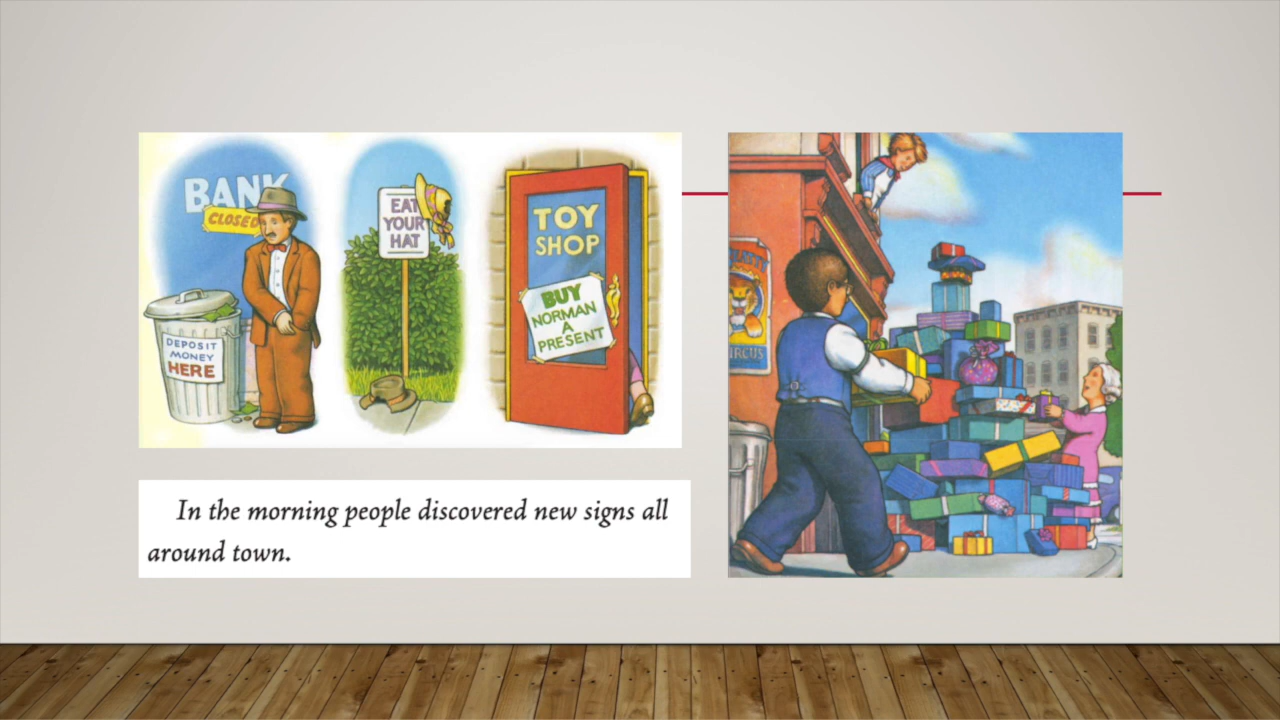 BANK
CLOSED
DEPOSIT
MONEY
HERE
EAT
YOUR
HAT
TOY
SHOP
BUY
NORMAN
A
PRESENT
In the morning people discovered new signs all
around town.